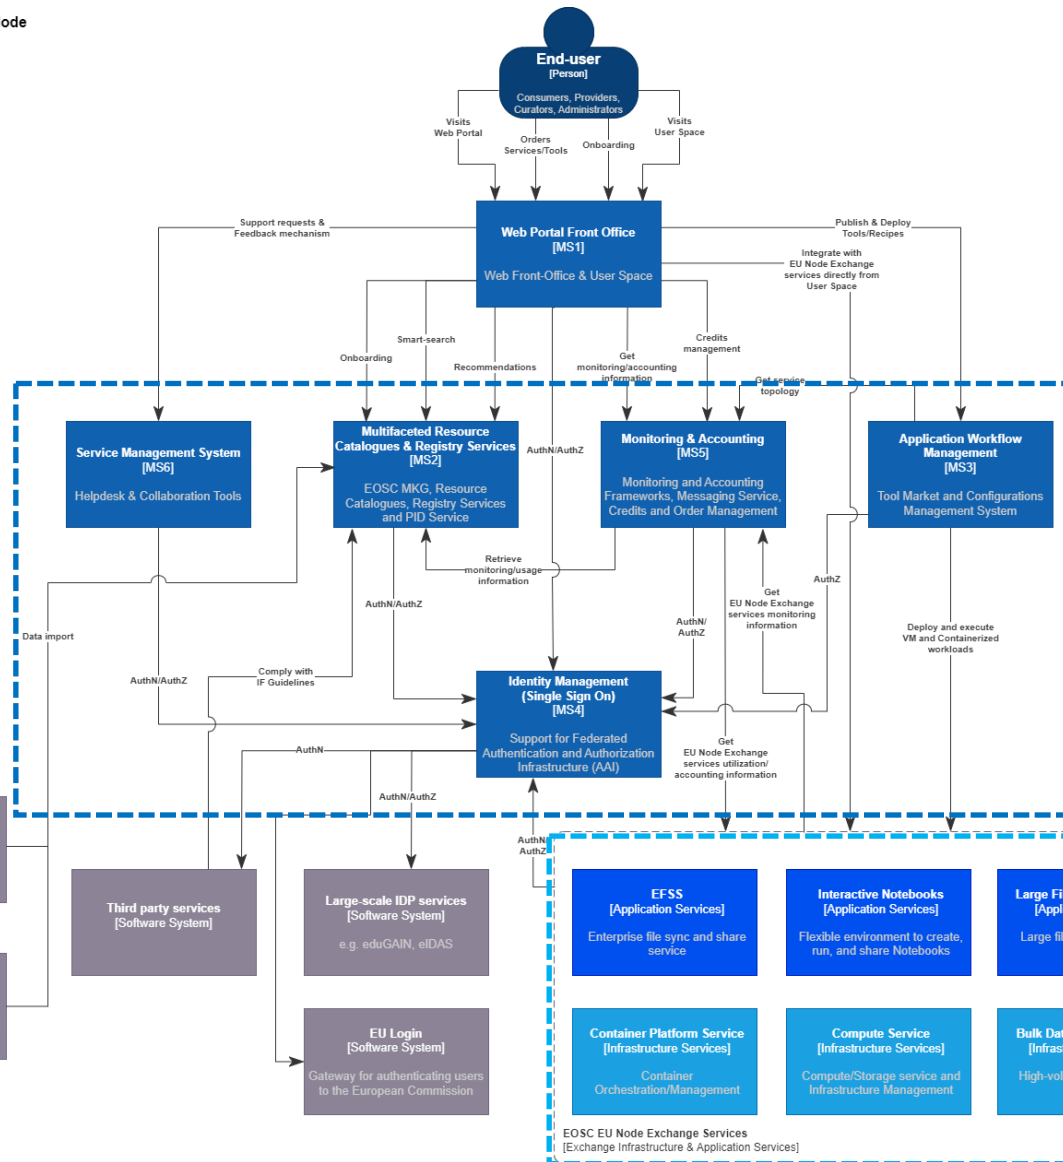 ode
End-user
[Person]
Consumers, Providers,
Curators, Administrators
Visits
Web Portal
Orders
Services/Tools
Onboarding
Visits
User Space
Support requests &
Feedback mechanism
Web Portal Front Office
[MS1]
Web Front-Office & User Space
Publish & Deploy
Tools/Recipes
Integrate with
EU Node Exchange
services directly from
User Space
Onboarding
Smart-search
Recommendations
Get
monitoring/accounting
information
Credits
management
Get service
topology
Service Management System
[MS6]
Helpdesk & Collaboration Tools
Multifaceted Resource
Catalogues & Registry Services
[MS2]
EOSC MKG, Resource
Catalogues, Registry Services
and PID Service
AuthN/AuthZ
Monitoring & Accounting
[MS5]
Monitoring and Accounting
Frameworks, Messaging Service,
Credits and Order Management
Application Workflow
Management
[MS3]
Tool Market and Configurations
Management System
Retrieve
monitoring/usage
information
AuthN/AuthZ
AuthN/
AuthZ
Get
EU Node Exchange
services monitoring
information
AuthZ
Deploy and execute
VM and Containerized
workloads
Data import
AuthN/AuthZ
Comply with
IF Guidelines
Identity Management
(Single Sign On)
[MS4]
Support for Federated
Authentication and Authorization
Infrastructure (AAI)
Get
EU Node Exchange
services utilization/
accounting information
AuthN
AuthN/AuthZ
AuthN/
AuthZ
Third party services
[Software System]
Large-scale IDP services
[Software System]
e.g. eduGAIN, eIDAS
EFSS
[Application Services]
Enterprise file sync and share
service
Interactive Notebooks
[Application Services]
Flexible environment to create,
run, and share Notebooks
Large Fi
[Appl
Large fil
EU Login
[Software System]
Gateway for authenticating users
to the European Commission
Container Platform Service
[Infrastructure Services]
Container
Orchestration/Management
Compute Service
[Infrastructure Services]
Compute/Storage service and
Infrastructure Management
Bulk Dat
[Infras
High-vol
EOSC EU Node Exchange Services
[Exchange Infrastructure & Application Services]